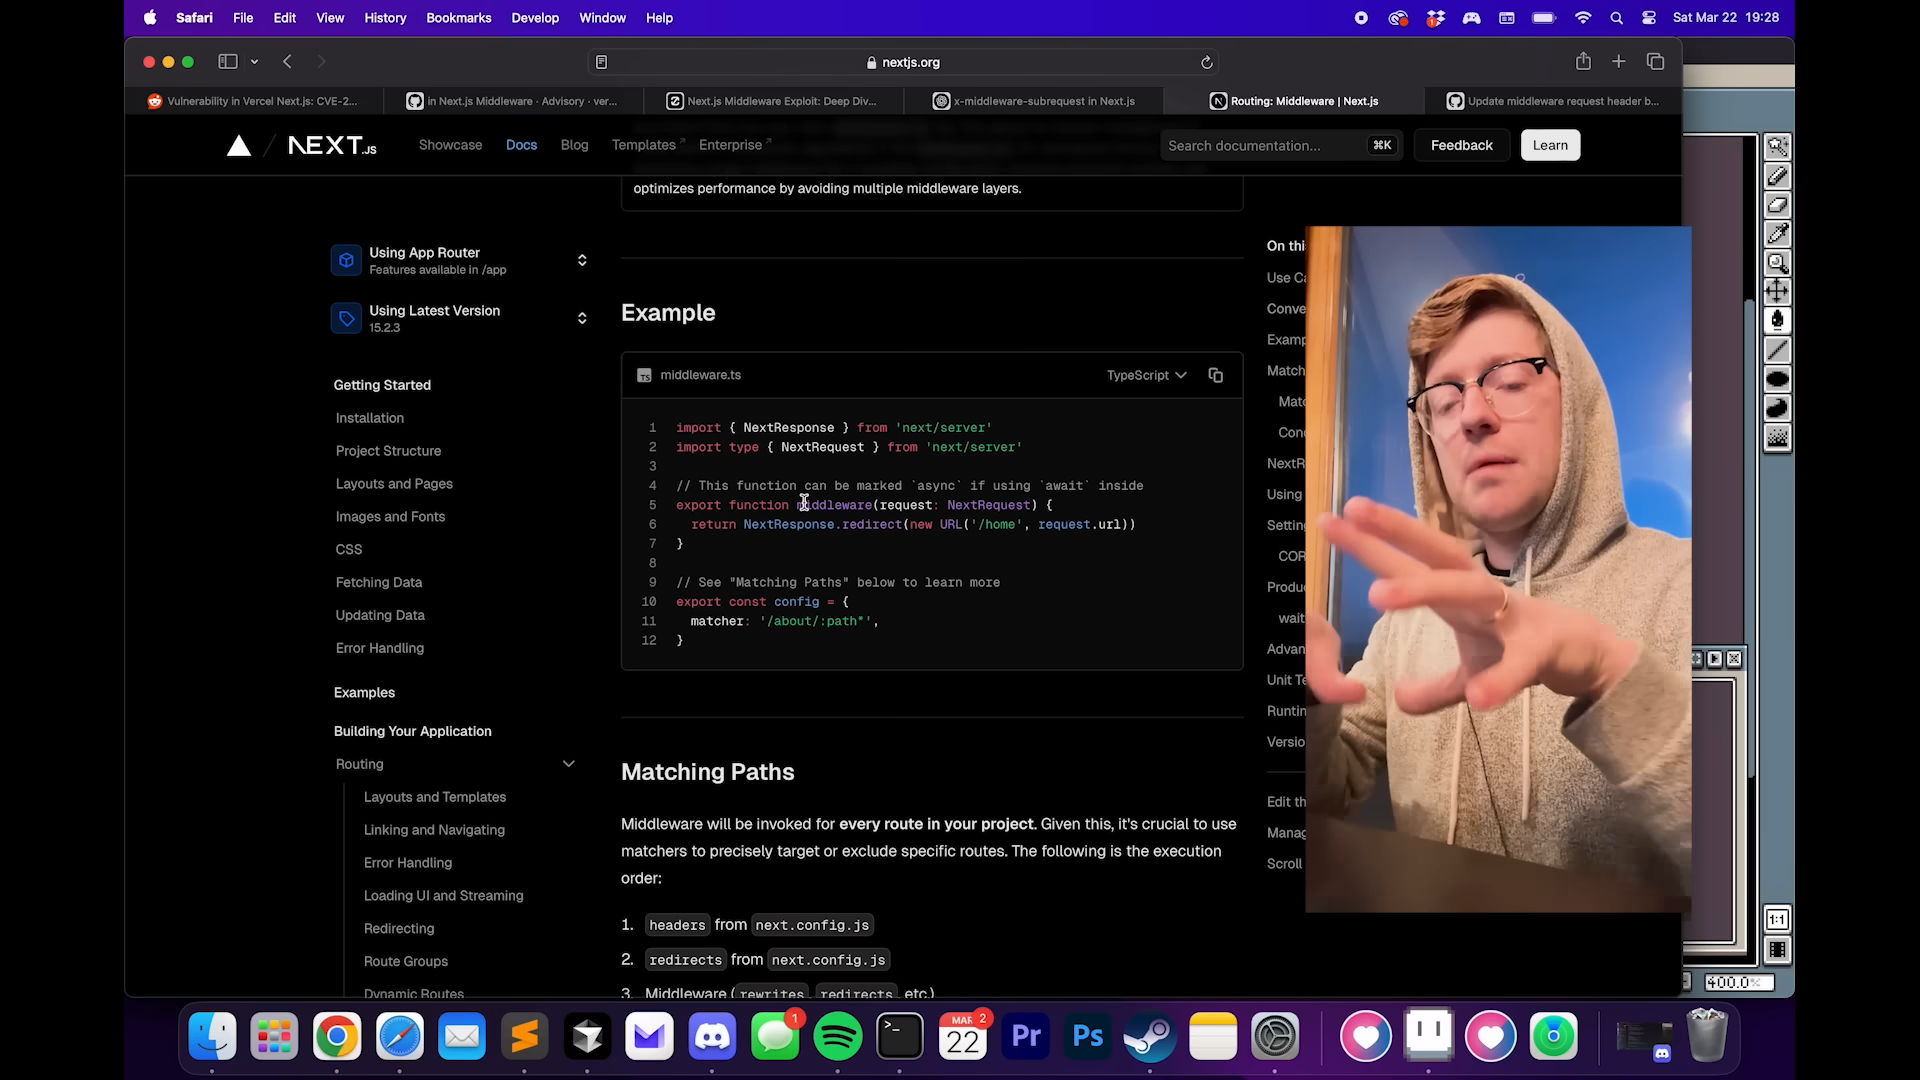 Safari File Edit View History Bookmarks Develop Window Help
1
Sat Mar 22 19:28
nextjs.org
Vulnerability in Vercel Next.js: CVE-2...
in Next.js Middleware · Advisory · ver...
Next.js Middleware Exploit: Deep Div...
x-middleware-subrequest in Next.js
Routing: Middleware | Next.js
Update middleware request header b...
NEXT.JS
Showcase
Docs
Blog
Templates
Enterprise
Search documentation...
⌘K
Feedback
Learn
optimizes performance by avoiding multiple middleware layers.
Using App Router
Features available in /app
Using Latest Version
15.2.3
Getting Started
Installation
Project Structure
Layouts and Pages
Images and Fonts
CSS
Fetching Data
Updating Data
Error Handling
Examples
Building Your Application
Routing
Layouts and Templates
Linking and Navigating
Error Handling
Loading UI and Streaming
Redirecting
Route Groups
Dynamic Routes
Example
TS middleware.ts
TypeScript
1 import { NextResponse } from 'next/server'
2 import type { NextRequest } from 'next/server'
3
4 // This function can be marked `async` if using `await` inside
5 export function middleware(request: NextRequest) {
6 return NextResponse.redirect(new URL('/home', request.url))
7 }
8
9 // See "Matching Paths" below to learn more
10 export const config = {
11 matcher: '/about/:path*',
12 }
Matching Paths
Middleware will be invoked for every route in your project. Given this, it's crucial to use
matchers to precisely target or exclude specific routes. The following is the execution
order:
1. headers from next.config.js
2. redirects from next.config.js
3. Middleware (rewrites, redirects, etc.)
On thi
Use Ca
Conve
Examp
Match
Matc
Cond
NextR
Using
Settin
COR
Produ
wait
Advan
Unit Te
Runtin
Versio
Edit th
Manag
Scroll
1:1
400.0%
1
MAR 2
22
Pr
Ps